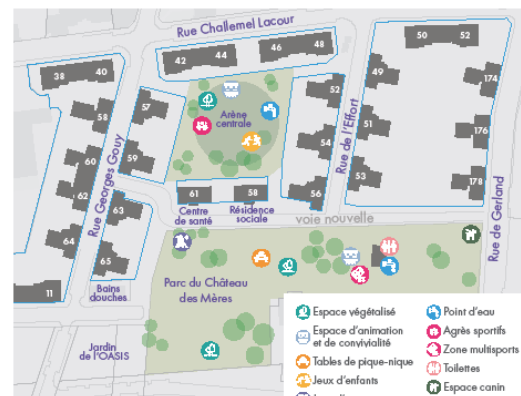 Rue Challemel Lacour
50
52
46
48
42
44
38
40
49
174
52
57
58
Arène
centrale
Rue de l'Effort
51
176
54
59
60
53
178
61
58
56
62
Rue Georges Gouy
63
Centre
de santé
Résidence
sociale
voie nouvelle
Rue de Gerland
64
65
11
Bains
douches
Parc du Château
des Mères
Jardin
de l'OASIS
Espace végétalisé
Espace d'animation
et de convivialité
Tables de pique-nique
Jeux d'enfants
Point d'eau
Agrès sportifs
Zone multisports
Toilettes
Espace canin